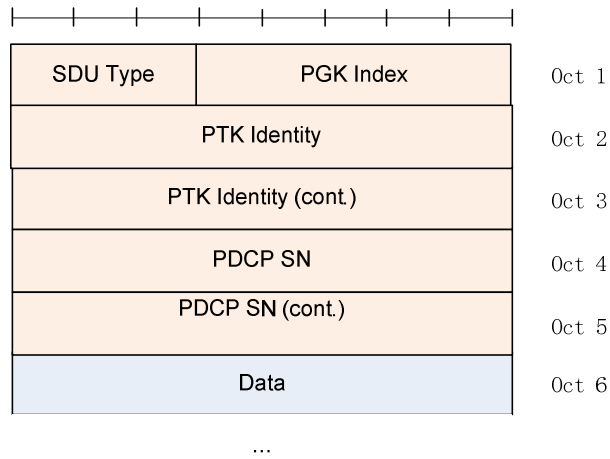 SDU Type PGK Index Oct 1
PTK Identity Oct 2
PTK Identity (cont.) Oct 3
PDCP SN Oct 4
PDCP SN (cont.) Oct 5
Data Oct 6
...